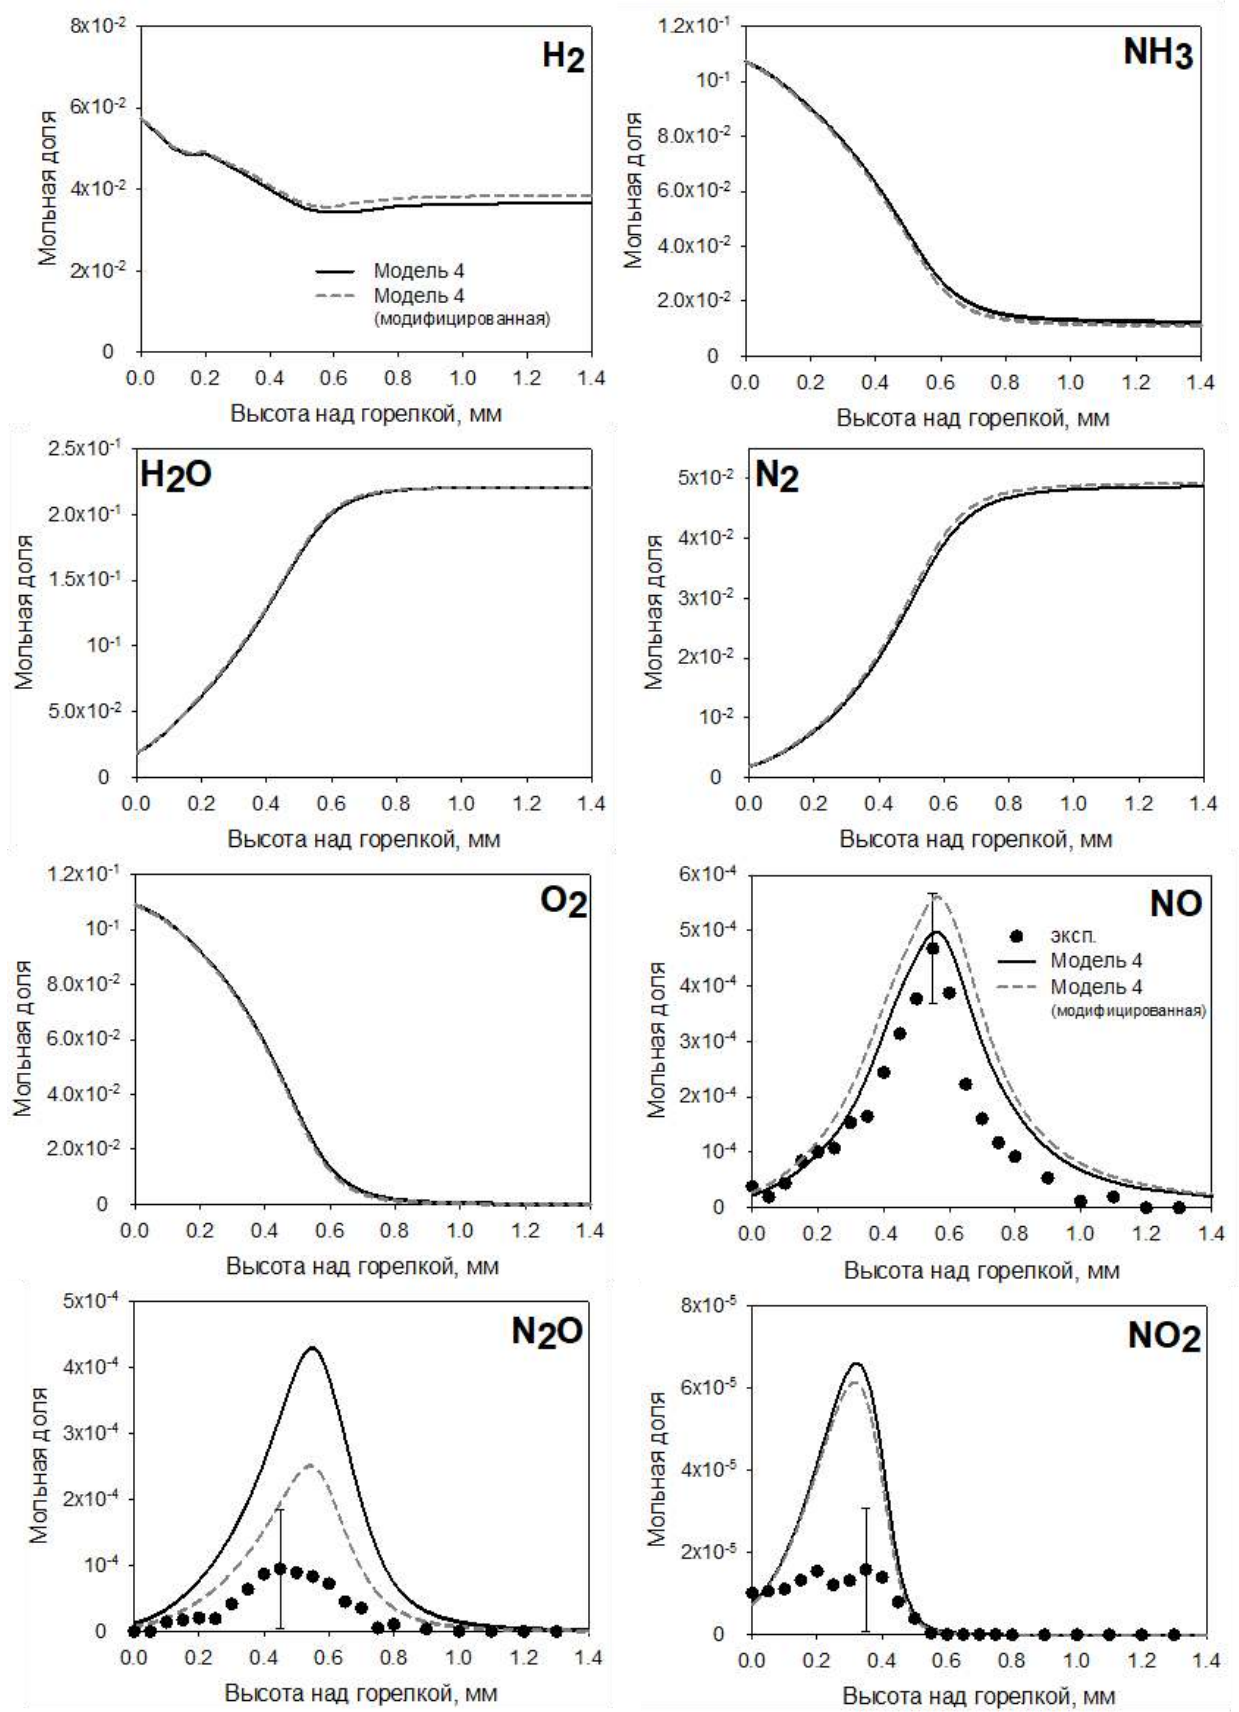 H2
8x10-2
6x10-2
4x10-2
2x10-2
0
Мольная доля
Модель 4
Модель 4
(модифицированная)
0.0 0.2 0.4 0.6 0.8 1.0 1.2 1.4
Высота над горелкой, мм
NH3
1.2x10-1
10-1
8.0x10-2
6.0x10-2
4.0x10-2
2.0x10-2
0
Мольная доля
0.0 0.2 0.4 0.6 0.8 1.0 1.2 1.4
Высота над горелкой, мм
H2O
2.5x10-1
2.0x10-1
1.5x10-1
10-1
5.0x10-2
0
Мольная доля
0.0 0.2 0.4 0.6 0.8 1.0 1.2 1.4
Высота над горелкой, мм
N2
5x10-2
4x10-2
3x10-2
2x10-2
10-2
0
Мольная доля
0.0 0.2 0.4 0.6 0.8 1.0 1.2 1.4
Высота над горелкой, мм
O2
1.2x10-1
10-1
8.0x10-2
6.0x10-2
4.0x10-2
2.0x10-2
0
Мольная доля
0.0 0.2 0.4 0.6 0.8 1.0 1.2 1.4
Высота над горелкой, мм
NO
6x10-4
5x10-4
4x10-4
3x10-4
2x10-4
10-4
0
Мольная доля
эксп.
Модель 4
Модель 4
(модифицированная)
0.0 0.2 0.4 0.6 0.8 1.0 1.2 1.4
Высота над горелкой, мм
N2O
5x10-4
4x10-4
3x10-4
2x10-4
10-4
0
Мольная доля
0.0 0.2 0.4 0.6 0.8 1.0 1.2 1.4
Высота над горелкой, мм
NO2
8x10-5
6x10-5
4x10-5
2x10-5
0
Мольная доля
0.0 0.2 0.4 0.6 0.8 1.0 1.2 1.4
Высота над горелкой, мм